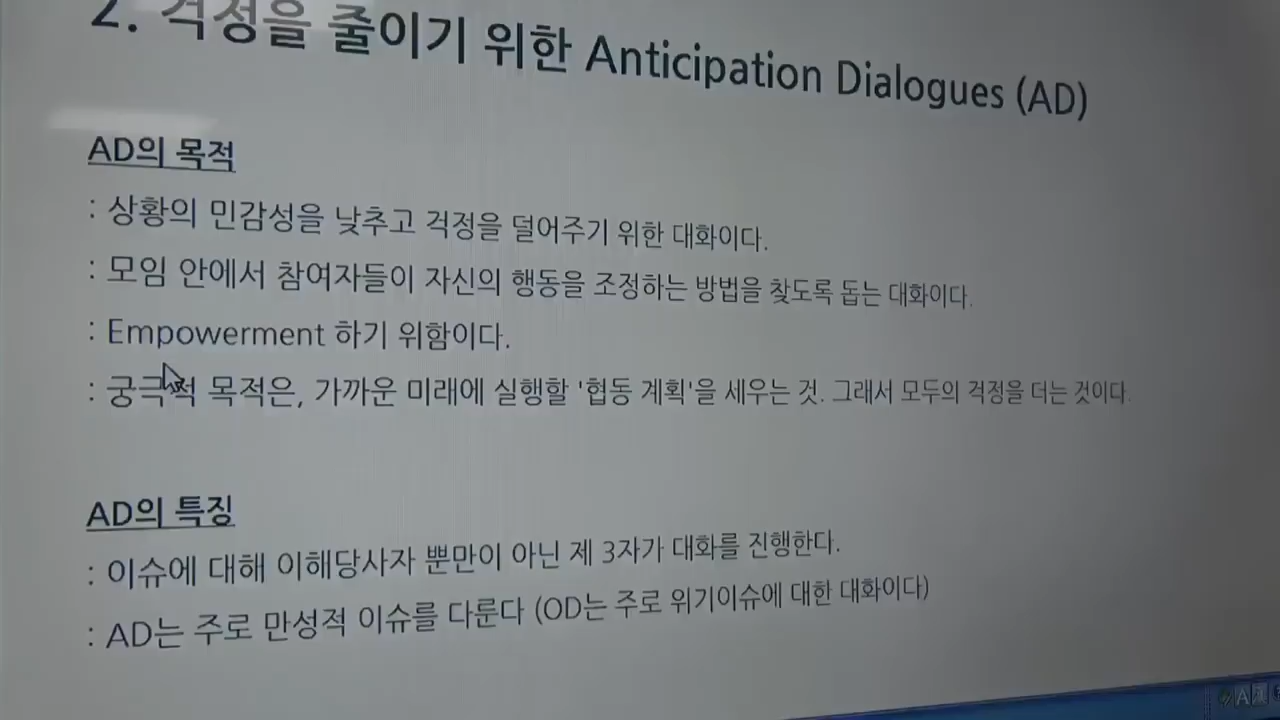 2. 걱정을 줄이기 위한 Anticipation Dialogues (AD)
AD의 목적
: 상황의 민감성을 낮추고 걱정을 덜어주기 위한 대화이다.
: 모임 안에서 참여자들이 자신의 행동을 조정하는 방법을 찾도록 돕는 대화이다.
: Empowerment 하기 위함이다.
: 궁극적 목적은, 가까운 미래에 실행할 '협동 계획'을 세우는 것. 그래서 모두의 걱정을 더는 것이다.
AD의 특징
: 이슈에 대해 이해당사자 뿐만이 아닌 제 3자가 대화를 진행한다.
: AD는 주로 만성적 이슈를 다룬다 (OD는 주로 위기이슈에 대한 대화이다)